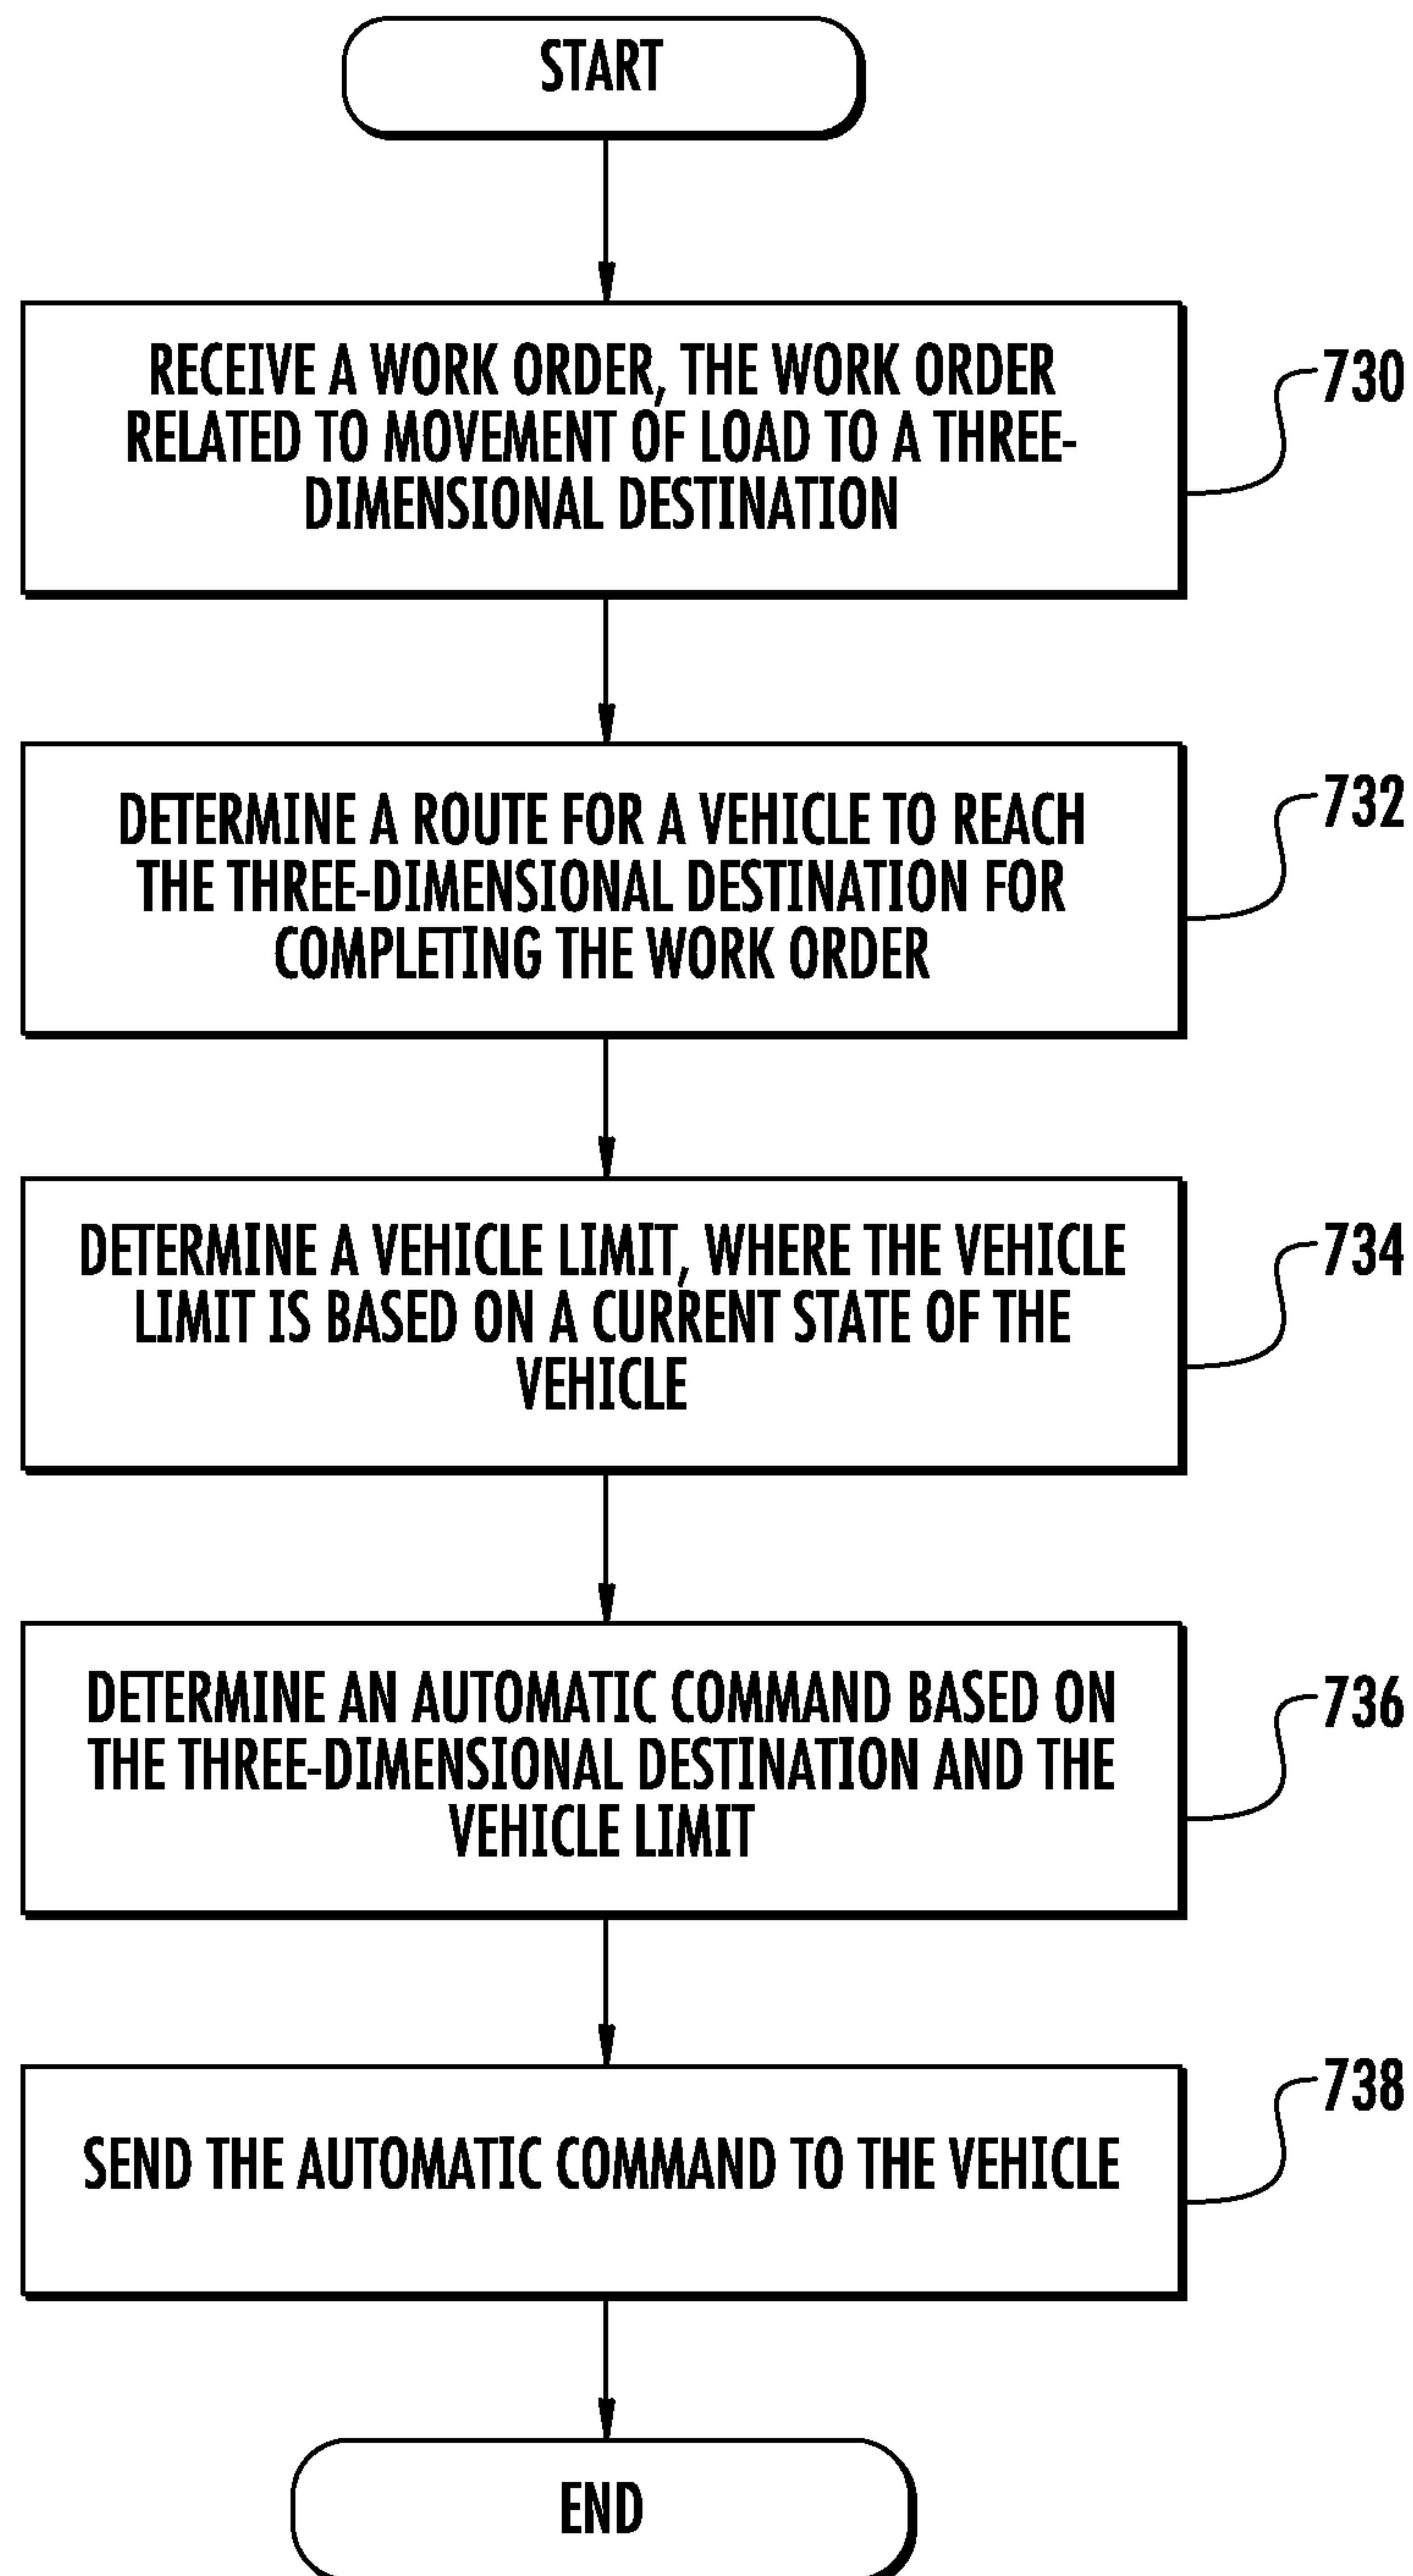 START
RECEIVE A WORK ORDER, THE WORK ORDER
RELATED TO MOVEMENT OF LOAD TO A THREE-
DIMENSIONAL DESTINATION
730
DETERMINE A ROUTE FOR A VEHICLE TO REACH
THE THREE-DIMENSIONAL DESTINATION FOR
COMPLETING THE WORK ORDER
732
DETERMINE A VEHICLE LIMIT, WHERE THE VEHICLE
LIMIT IS BASED ON A CURRENT STATE OF THE
VEHICLE
734
DETERMINE AN AUTOMATIC COMMAND BASED ON
THE THREE-DIMENSIONAL DESTINATION AND THE
VEHICLE LIMIT
736
SEND THE AUTOMATIC COMMAND TO THE VEHICLE
738
END